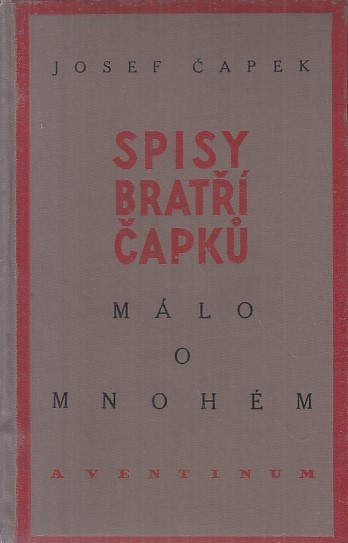 JOSEF ČAPEK
SPISY
BRATŘÍ
ČAPKŮ
MÁLO
O
MNOHÉM
AVENTINUM